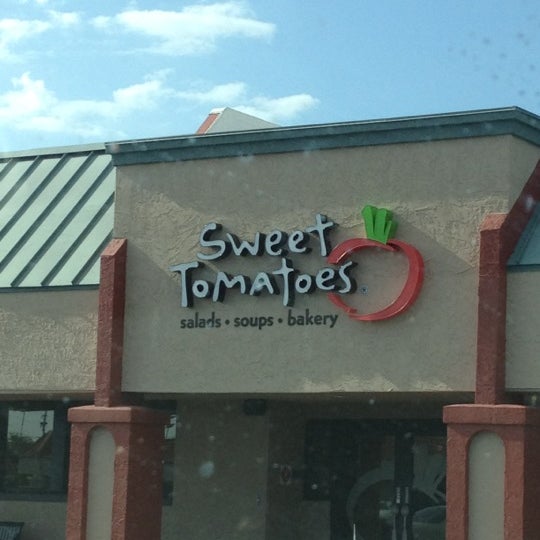 Sweet
Tomatoes
salads • soups • bakery